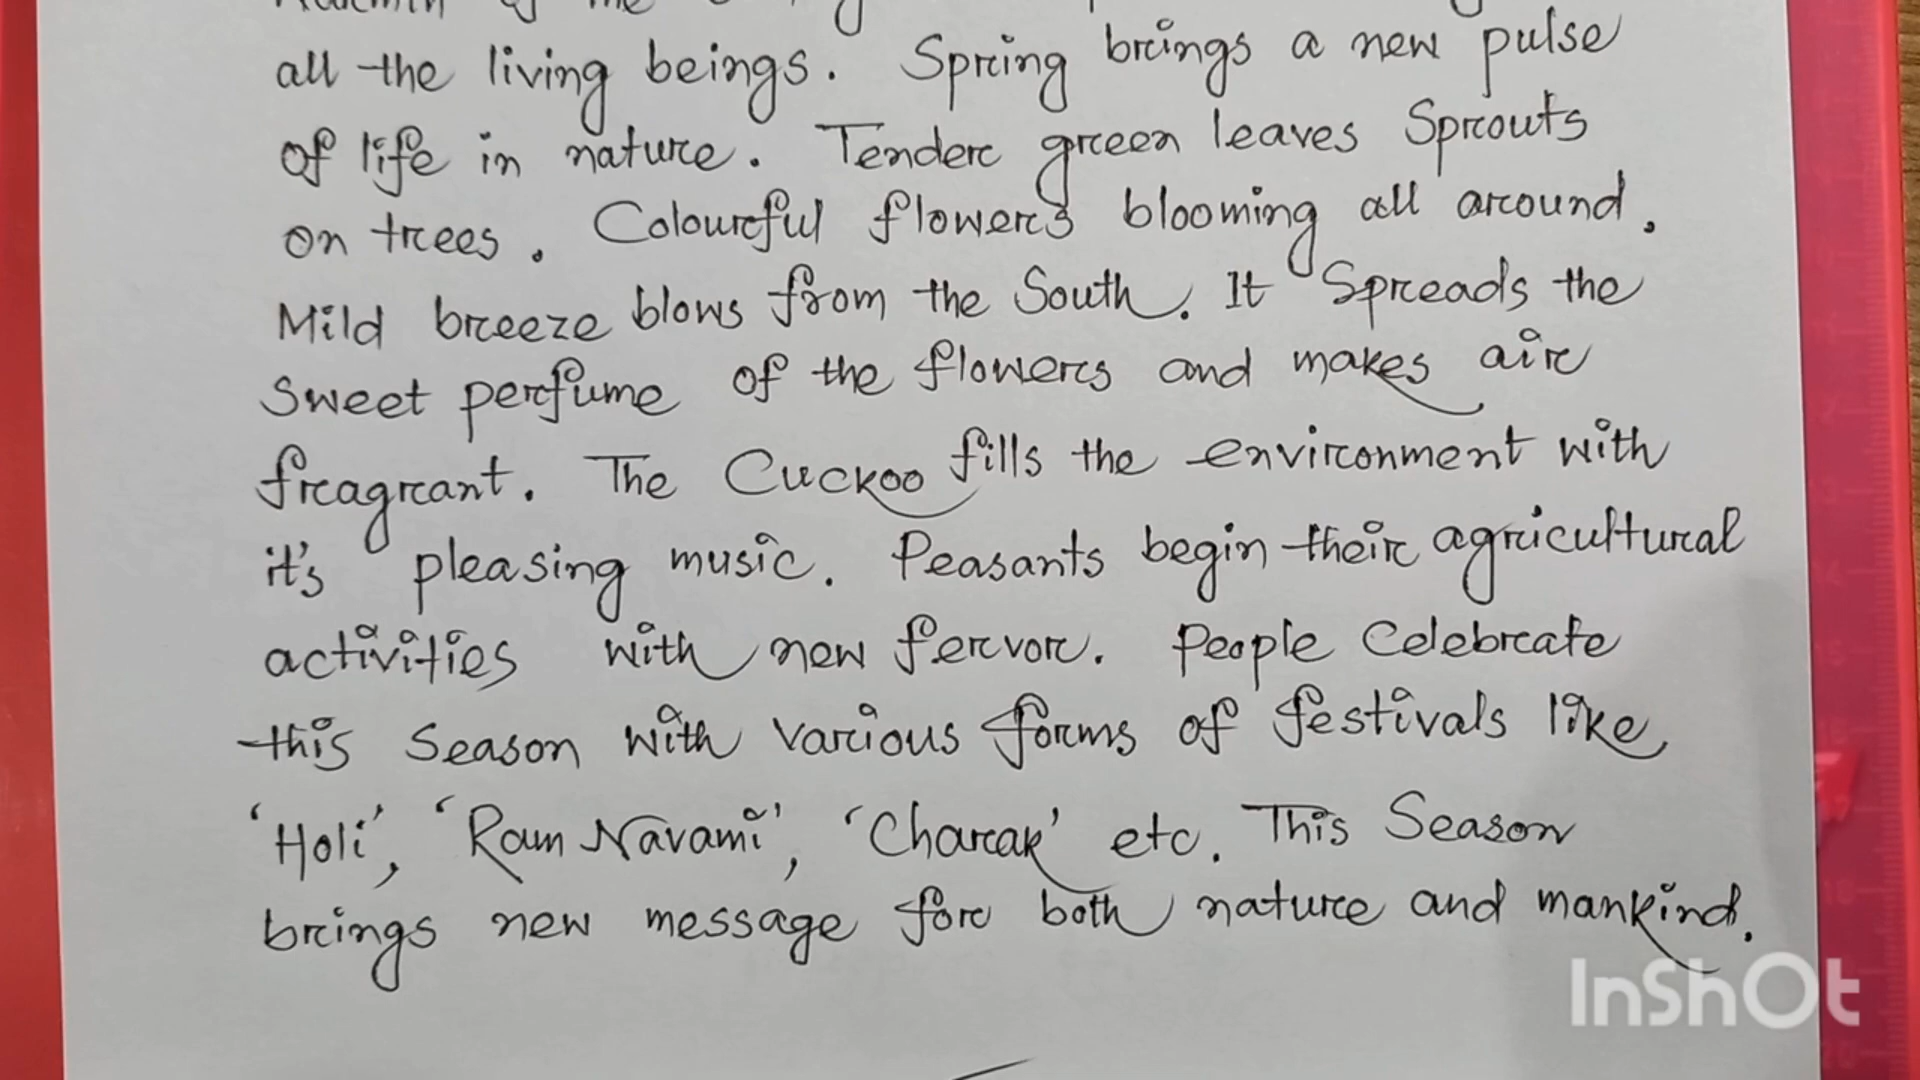 of the
all the living beings. Spring brings a new pulse
of life in nature. Tender green leaves Sprouts
on trees. Colourful flowers blooming all around.
Mild breeze blows from the South. It Spreads the
Sweet perfume of the flowers and makes air
fragrant. The Cuckoo fills the environment with
it's pleasing music. Peasants begin their agricultural
activities with new fervor. People Celebrate
this Season with various forms of festivals like
'Holi', 'Ram Navami', 'Charak' etc. This Season
brings new message for both nature and mankind.
InShOt